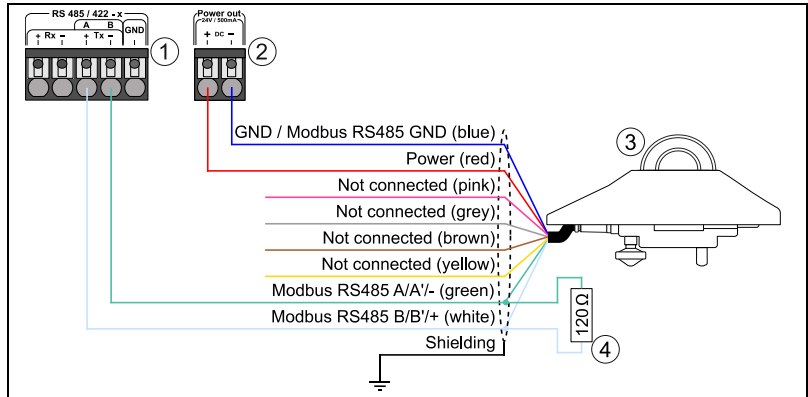 RS 485 / 422 - x
A B
+ Rx − + Tx − GND
1
Power out
24V / 500mA
+ DC −
2
GND / Modbus RS485 GND (blue)
Power (red)
3
Not connected (pink)
Not connected (grey)
Not connected (brown)
Not connected (yellow)
Modbus RS485 A/A'/- (green)
Modbus RS485 B/B'/+ (white)
120 Ω
4
Shielding